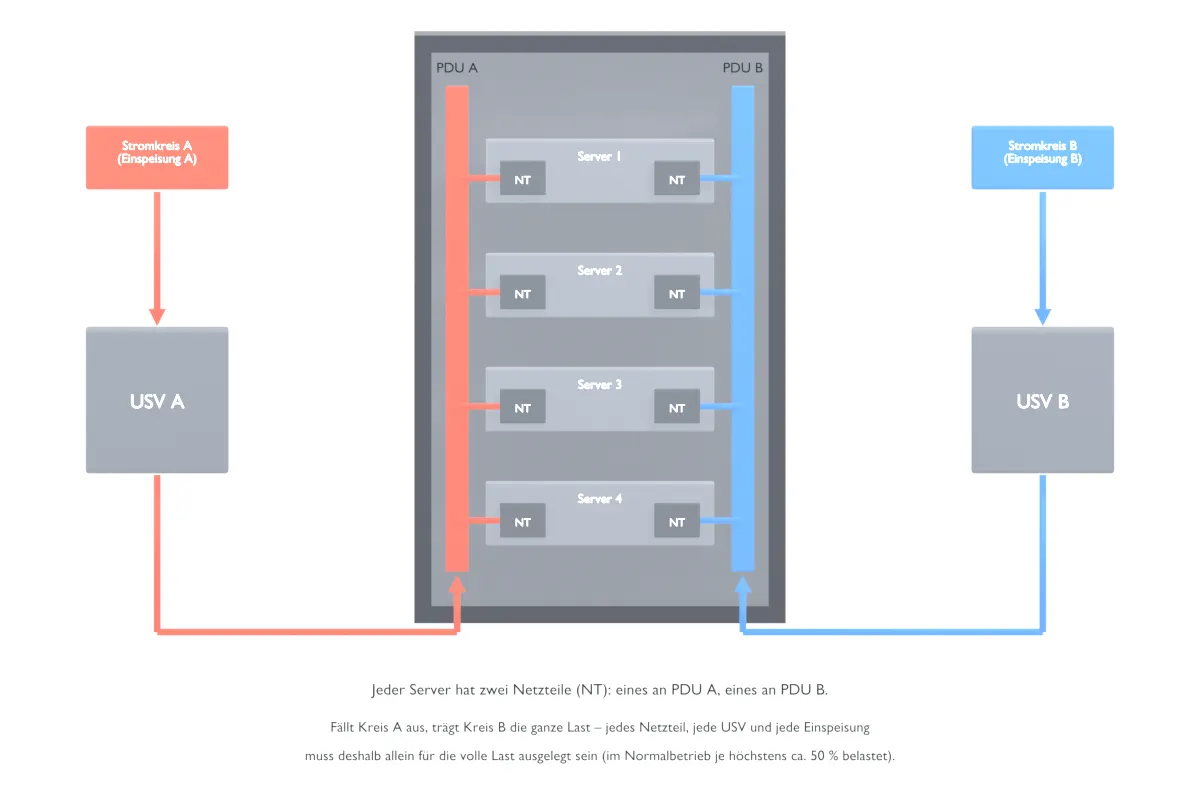 PDU A
PDU B
Stromkreis A
(Einspeisung A)
Stromkreis B
(Einspeisung B)
Server 1
NT
NT
Server 2
NT
NT
Server 3
NT
NT
Server 4
NT
NT
USV A
USV B
Jeder Server hat zwei Netzteile (NT): eines an PDU A, eines an PDU B.
Fällt Kreis A aus, trägt Kreis B die ganze Last – jedes Netzteil, jede USV und jede Einspeisung
muss deshalb allein für die volle Last ausgelegt sein (im Normalbetrieb je höchstens ca. 50 % belastet).